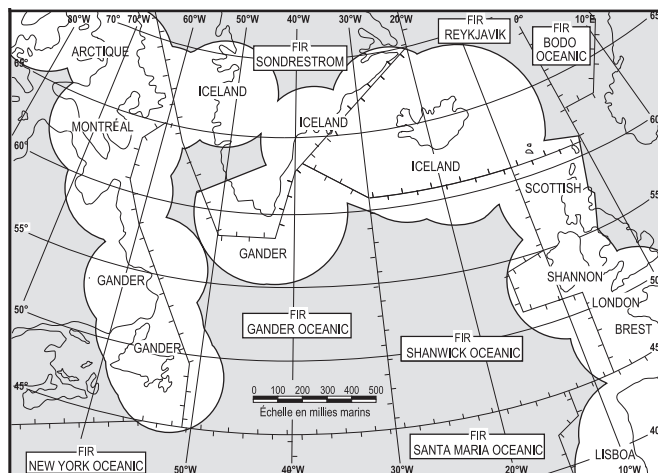 80°W
70°W
60°W
50°W
40°W
30°W
20°W
10°W
0°
10°E
65°
ARCTIQUE
FIR
SONDRESTROM
FIR
REYKJAVIK
FIR
BODO
OCEANIC
65°
ICELAND
ICELAND
MONTRÉAL
60°
ICELAND
60°
SCOTTISH
55°
55°
GANDER
SHANNON
GANDER
LONDON
50°
50°
FIR
GANDER OCEANIC
BREST
GANDER
FIR
SHANWICK OCEANIC
45°
45°
0 100 200 300 400 500
Échelle en millies marins
40°
FIR
NEW YORK OCEANIC
50°W
40°W
30°W
FIR
SANTA MARIA OCEANIC
20°W
LISBOA
10°W